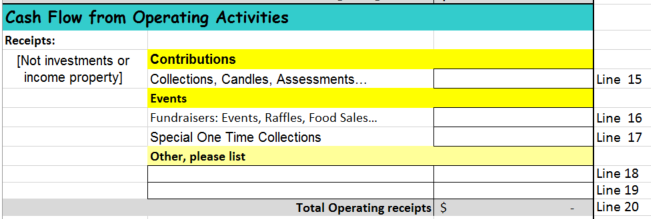 Cash Flow from Operating Activities
Receipts:
[Not investments or income property]
Contributions
Collections, Candles, Assessments... Line 15
Events
Fundraisers: Events, Raffles, Food Sales... Line 16
Special One Time Collections Line 17
Other, please list
Line 18
Line 19
Total Operating receipts $ - Line 20